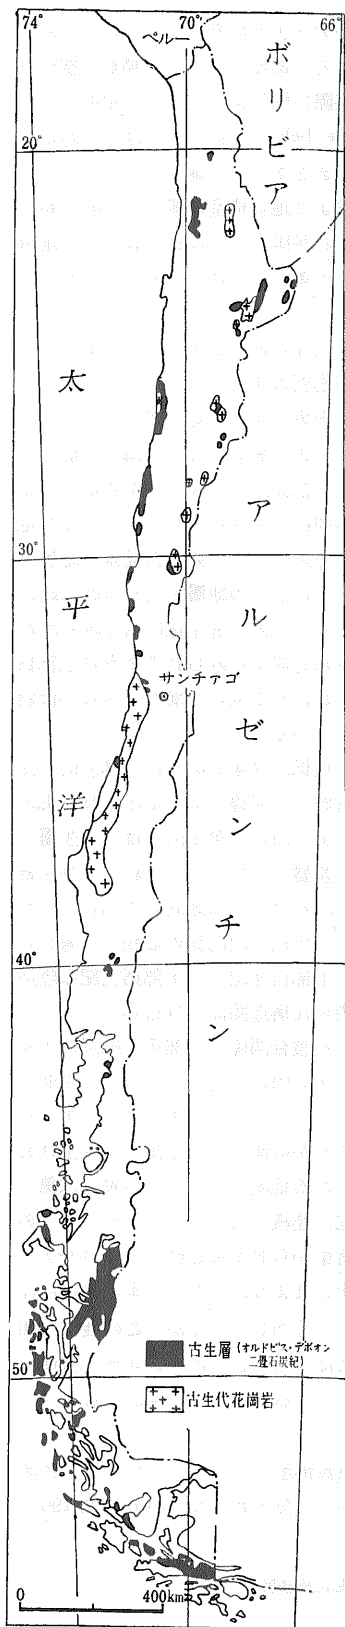 74°
70°
66°
ペルー
ボリビア
20°
太平洋
アルゼンチン
30°
サンチァゴ
40°
古生層 (オルドビス・デボオン
二畳石炭紀)
50°
古生代花崗岩
0 400km